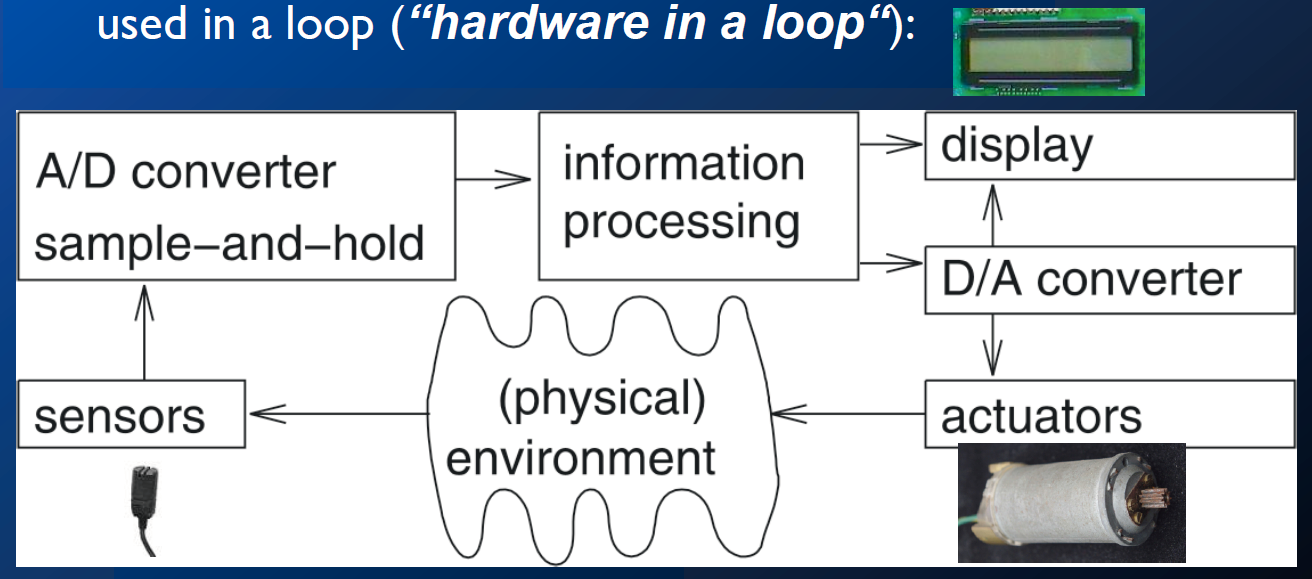 used in a loop (“hardware in a loop“):
A/D converter
sample–and–hold
information
processing
display
D/A converter
sensors
(physical)
environment
actuators